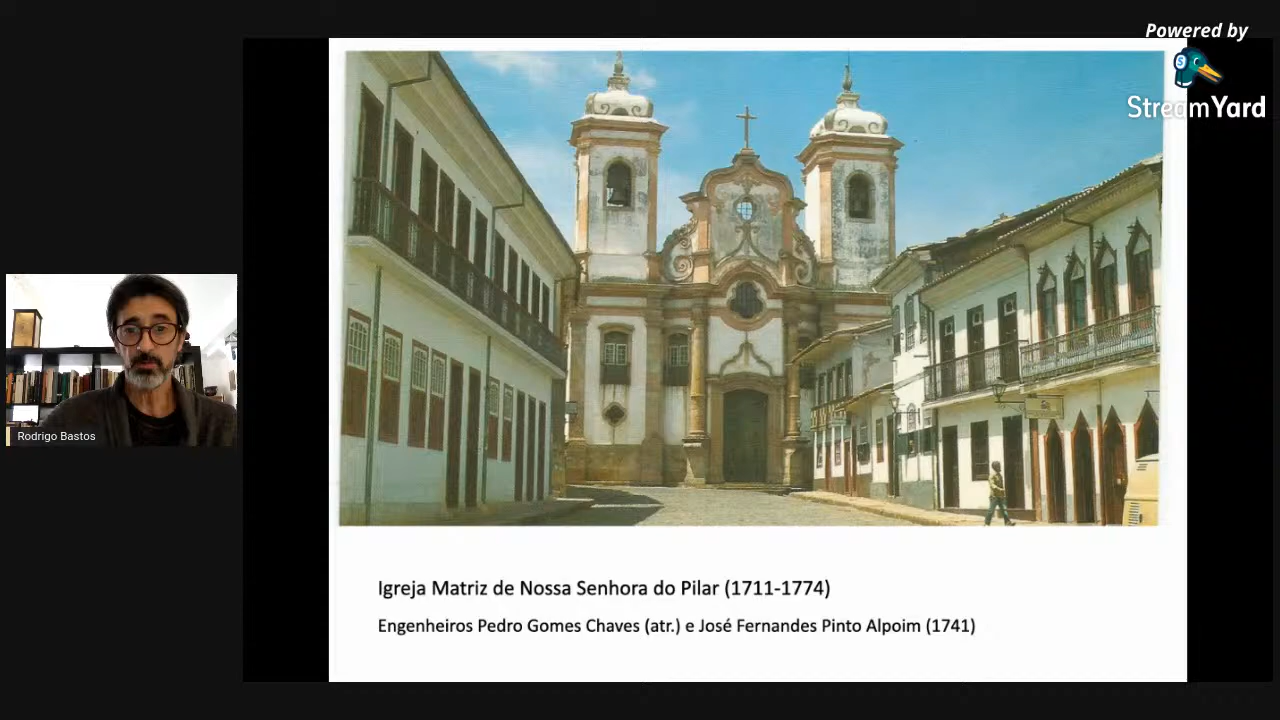 Powered by
StreamYard
Rodrigo Bastos
Igreja Matriz de Nossa Senhora do Pilar (1711-1774)
Engenheiros Pedro Gomes Chaves (atr.) e José Fernandes Pinto Alpoim (1741)